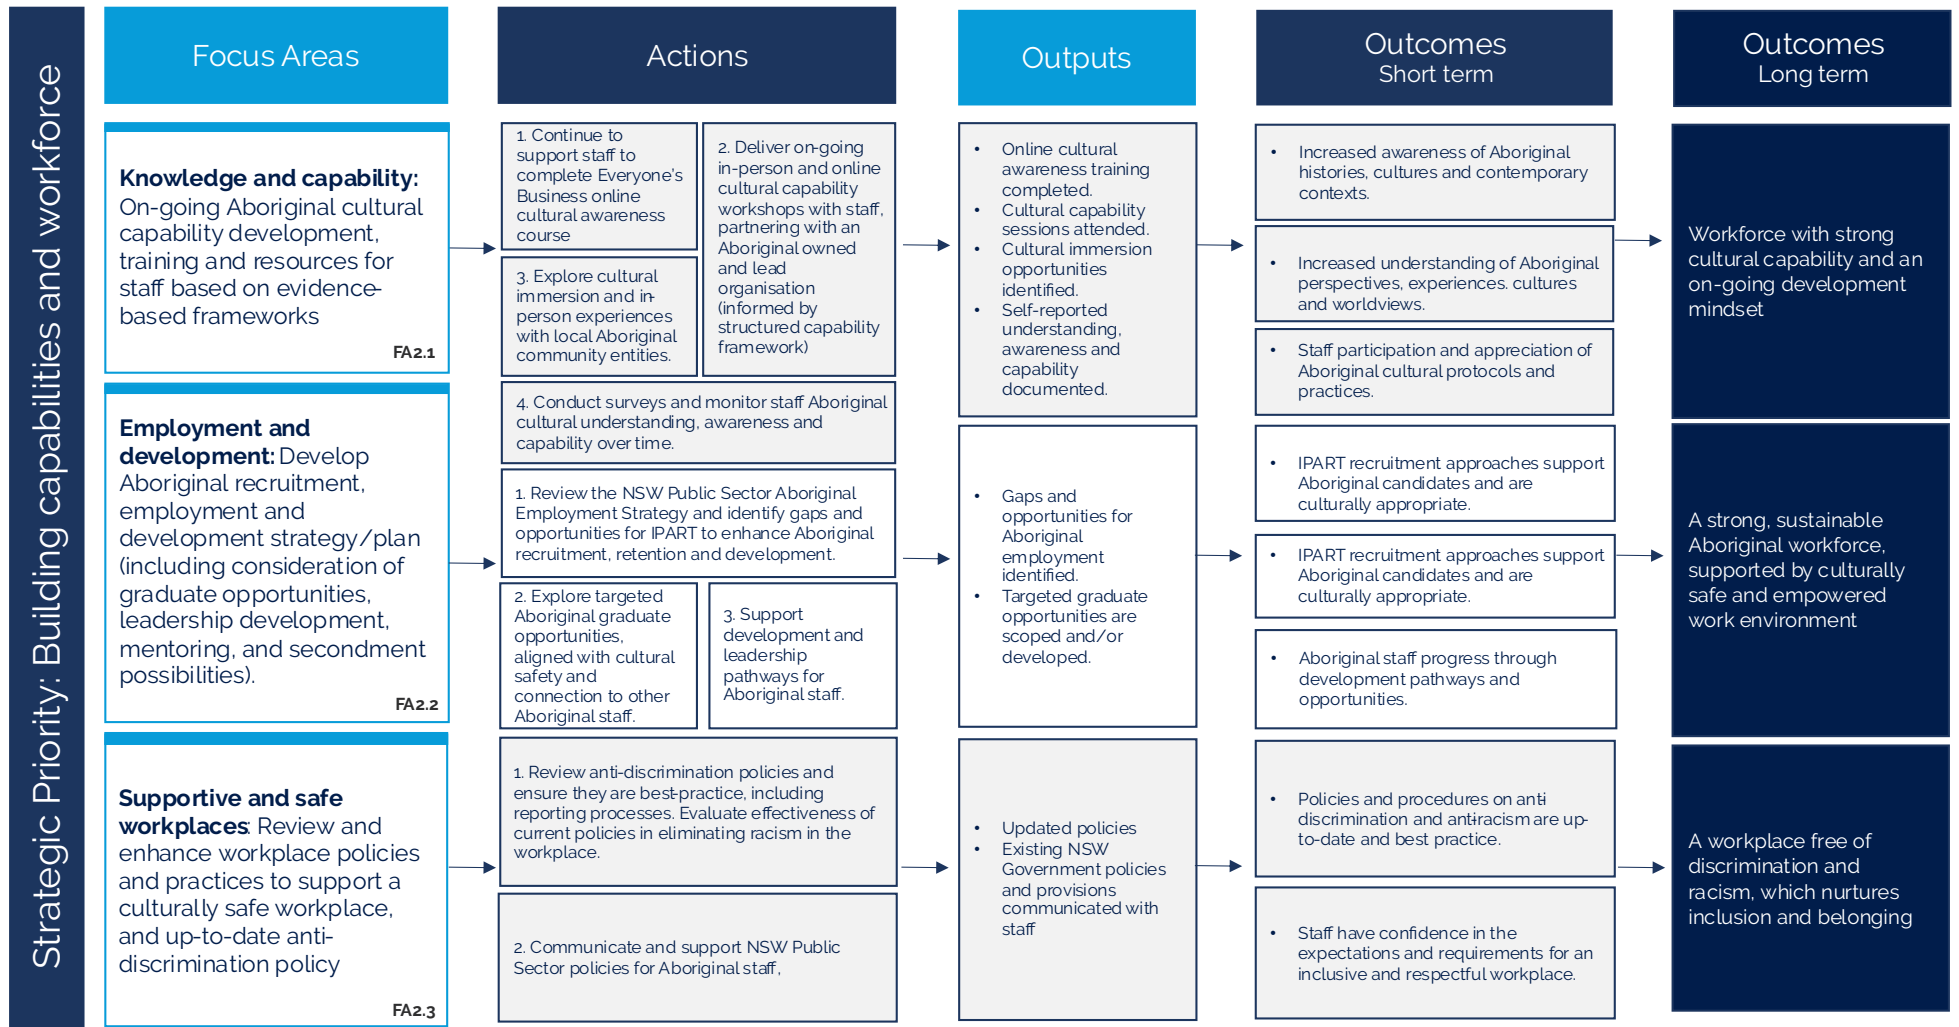 Strategic Priority: Building capabilities and workforce
Focus Areas
Actions
Outputs
Outcomes
Short term
Outcomes
Long term
Knowledge and capability:
On-going Aboriginal cultural
capability development,
training and resources for
staff based on evidence-
based frameworks
FA2.1
1. Continue to
support staff to
complete Everyone's
Business online
cultural awareness
course
2. Deliver on-going
in-person and online
cultural capability
workshops with staff,
partnering with an
Aboriginal owned
and lead
organisation
(informed by
structured capability
framework)
3. Explore cultural
immersion and in-
person experiences
with local Aboriginal
community entities.
4. Conduct surveys and monitor staff Aboriginal
cultural understanding, awareness and
capability over time.
• Online cultural
awareness training
completed.
• Cultural capability
sessions attended.
• Cultural immersion
opportunities
identified.
• Self-reported
understanding,
awareness and
capability
documented.
• Increased awareness of Aboriginal
histories, cultures and contemporary
contexts.
• Increased understanding of Aboriginal
perspectives, experiences. cultures
and worldviews.
• Staff participation and appreciation of
Aboriginal cultural protocols and
practices.
Workforce with strong
cultural capability and an
on-going development
mindset
Employment and
development: Develop
Aboriginal recruitment,
employment and
development strategy/plan
(including consideration of
graduate opportunities,
leadership development,
mentoring, and secondment
possibilities).
FA2.2
1. Review the NSW Public Sector Aboriginal
Employment Strategy and identify gaps and
opportunities for IPART to enhance Aboriginal
recruitment, retention and development.
2. Explore targeted
Aboriginal graduate
opportunities,
aligned with cultural
safety and
connection to other
Aboriginal staff.
3. Support
development and
leadership
pathways for
Aboriginal staff.
• Gaps and
opportunities for
Aboriginal
employment
identified.
• Targeted graduate
opportunities are
scoped and/or
developed.
• IPART recruitment approaches support
Aboriginal candidates and are
culturally appropriate.
• IPART recruitment approaches support
Aboriginal candidates and are
culturally appropriate.
• Aboriginal staff progress through
development pathways and
opportunities.
A strong, sustainable
Aboriginal workforce,
supported by culturally
safe and empowered
work environment
Supportive and safe
workplaces: Review and
enhance workplace policies
and practices to support a
culturally safe workplace,
and up-to-date anti-
discrimination policy
FA2.3
1. Review anti-discrimination policies and
ensure they are best-practice, including
reporting processes. Evaluate effectiveness of
current policies in eliminating racism in the
workplace.
2. Communicate and support NSW Public
Sector policies for Aboriginal staff,
• Updated policies
• Existing NSW
Government policies
and provisions
communicated with
staff
• Policies and procedures on anti-
discrimination and anti-racism are up-
to-date and best practice.
• Staff have confidence in the
expectations and requirements for an
inclusive and respectful workplace.
A workplace free of
discrimination and
racism, which nurtures
inclusion and belonging